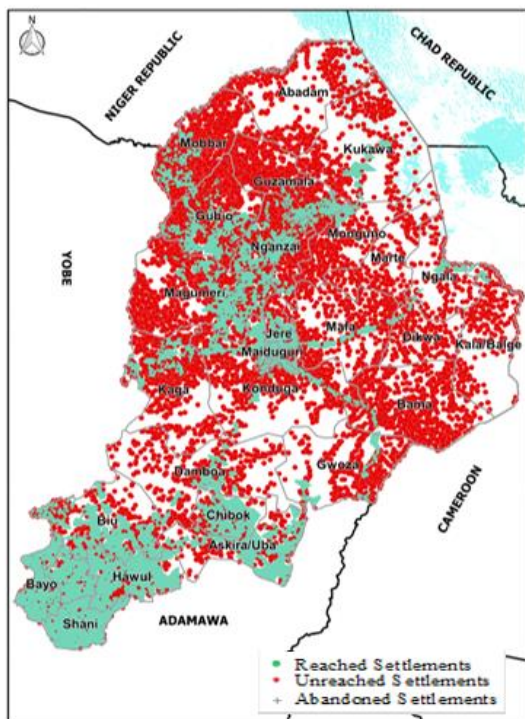 N
NIGER REPUBLIC
CHAD REPUBLIC
Abadam
Mobbar
Kukawa
Guzamala
Gubio
Nganzai
Monguno
Marte
YOBE
Ngala
Magumeri
Jere
Mafa
Maiduguri
Dikwa
Kala/Balge
Kaga
Konduga
Bama
Damboa
Gwoza
Chibok
Biu
Askira/Uba
CAMEROON
Bayo
Hawul
Shani
ADAMAWA
Reached Settlements
Unreached Settlements
Abandoned Settlements